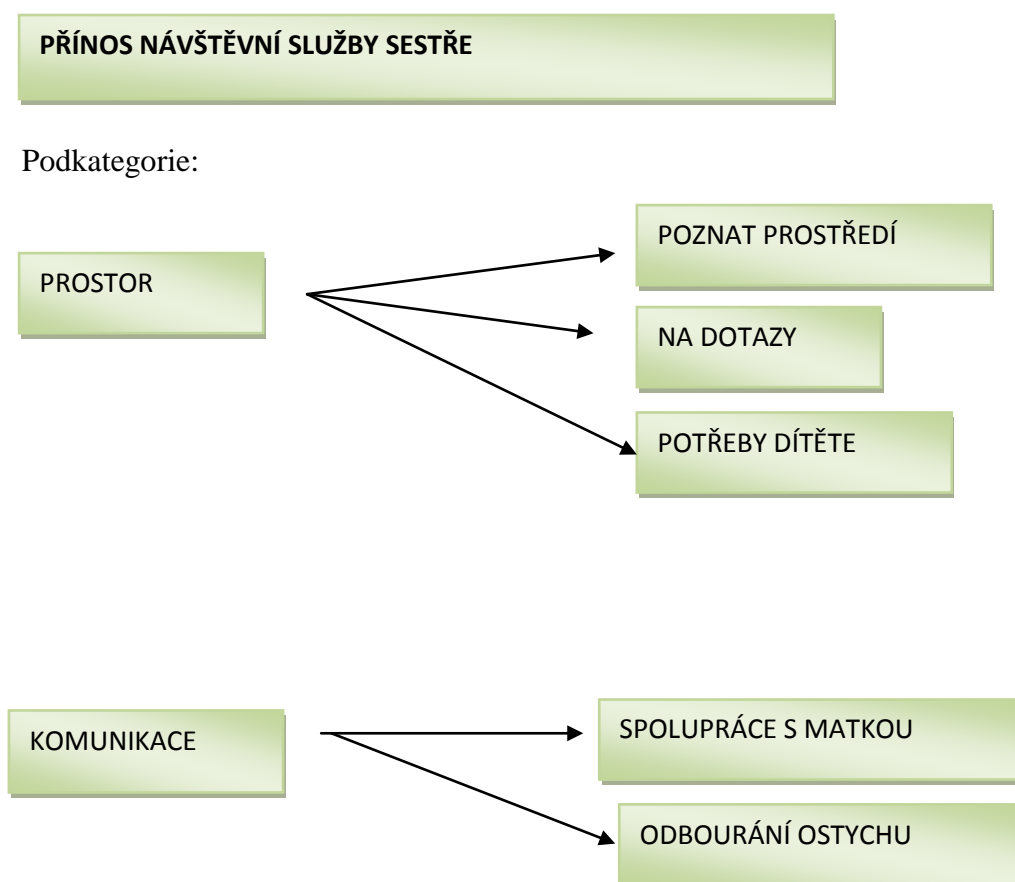 PŘÍNOS NÁVŠTĚVNÍ SLUŽBY SESTŘE
Podkategorie:
PROSTOR
POZNAT PROSTŘEDÍ
NA DOTAZY
POTŘEBY DÍTĚTE
KOMUNIKACE
SPOLUPRÁCE S MATKOU
ODBOURÁNÍ OSTYCHU